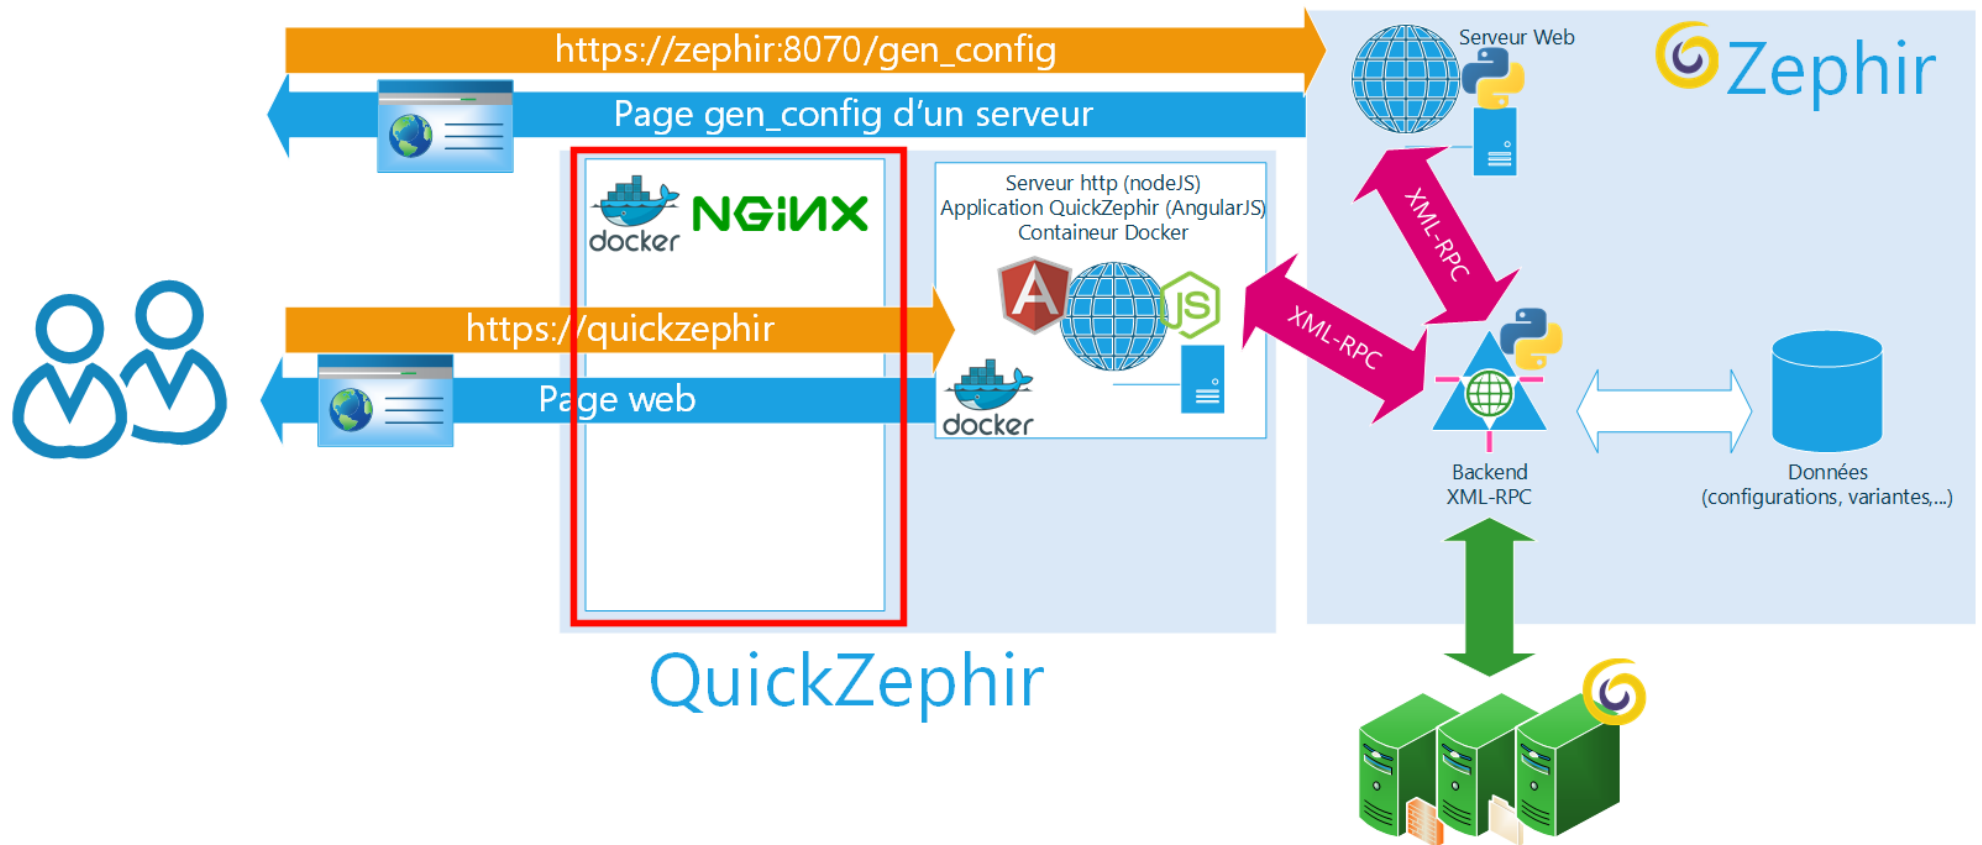 https://zephir:8070/gen_config
Serveur Web
Zephir
Page gen_config d'un serveur
docker
NGiNX
Serveur http (nodeJS)
Application QuickZephir (AngularJS)
Containeur Docker
A
JS
XML-RPC
https://quickzephir
XML-RPC
Page web
docker
Backend
XML-RPC
Données
(configurations, variantes,...)
QuickZephir